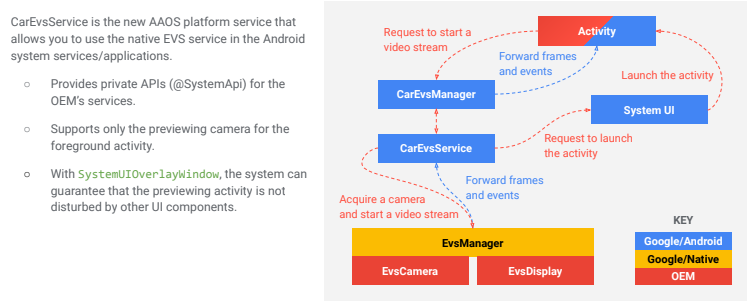 CarEvsService is the new AAOS platform service that
allows you to use the native EVS service in the Android
system services/applications.
○ Provides private APIs (@SystemApi) for the
OEM's services.
○ Supports only the previewing camera for the
foreground activity.
○ With SystemUIOverlayWindow, the system can
guarantee that the previewing activity is not
disturbed by other UI components.
Activity
Request to start a
video stream
Forward frames
and events
Launch the activity
CarEvsManager
System UI
CarEvsService
Request to launch
the activity
Forward frames
and events
Acquire a camera
and start a video stream
EvsManager
EvsCamera
EvsDisplay
KEY
Google/Android
Google/Native
OEM